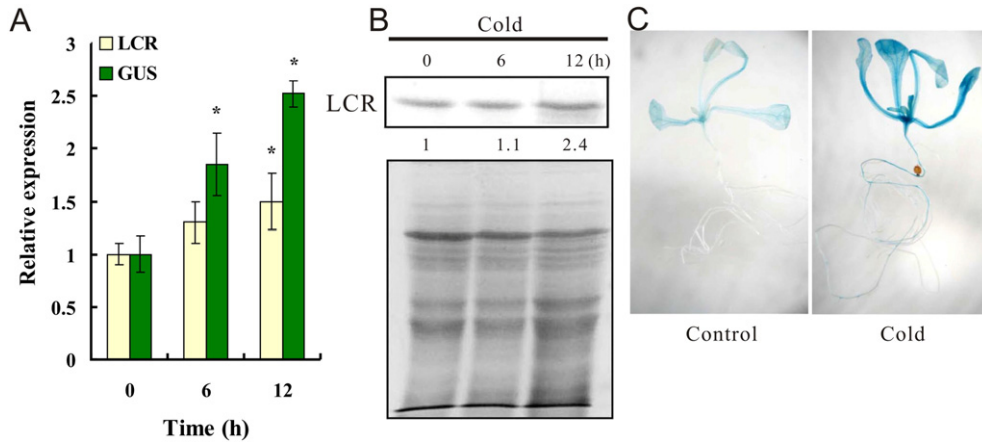 A
Relative expression
3
2.5
2
1.5
1
0.5
0
LCR
GUS
*
*
*
0 6 12
Time (h)
B
Cold
0 6 12 (h)
LCR
1 1.1 2.4
C
Control Cold